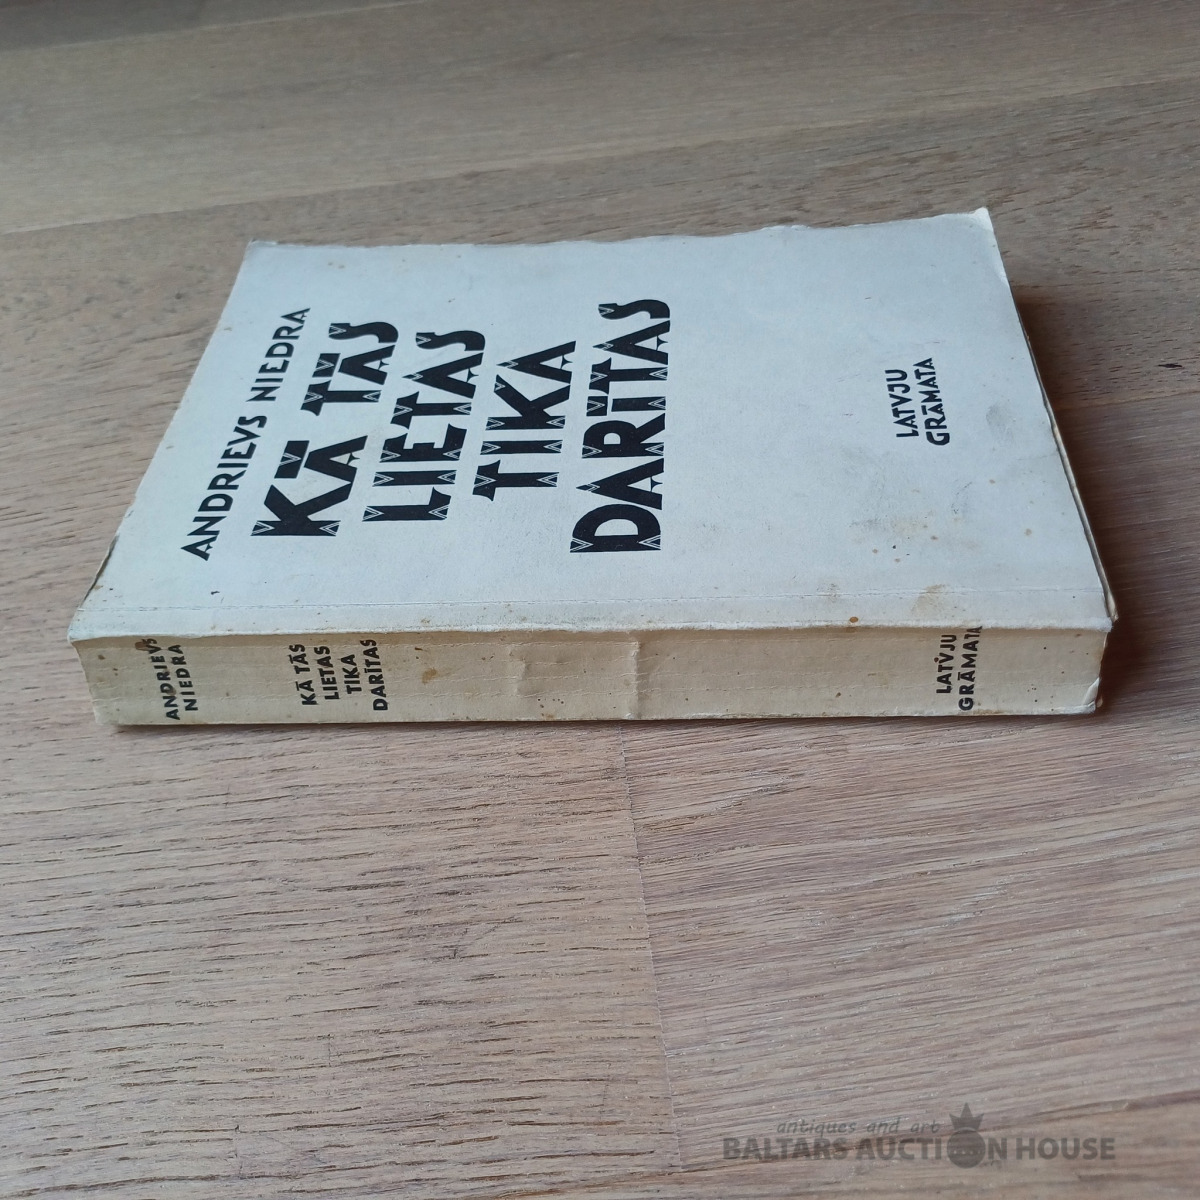 ANDRIEVS NIEDRA
KĀ TĀS
LIETAS
TIKA
DARĪTAS
LATVJU
GRĀMATA
ANDRIEVS
NIEDRA
KĀ TĀS
LIETAS
TIKA
DARĪTAS
LATVJU
GRĀMATA
antiques and art
BALTARS AUCTION HOUSE